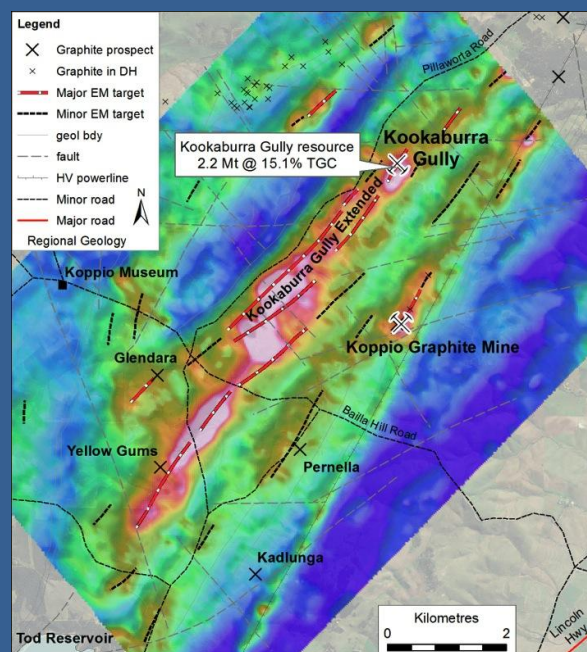 Legend
Graphite prospect
Graphite in DH
Major EM target
Minor EM target
geol bdy
fault
HV powerline
Minor road
Major road
N
Regional Geology
Pillaworta Road
Kookaburra Gully resource
2.2 Mt @ 15.1% TGC
Kookaburra
Gully
Kookaburra Gully Extended
Koppio Museum
Koppio Graphite Mine
Glendara
Bailla Hill Road
Yellow Gums
Pernella
Kadlunga
Tod Reservoir
Kilometres
0 2
Lincoln
Hwy